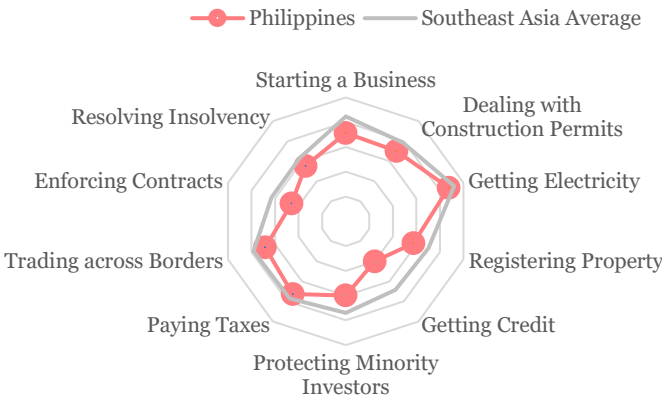 Philippines
Southeast Asia Average
Starting a Business
Dealing with
Construction Permits
Getting Electricity
Registering Property
Getting Credit
Protecting Minority
Investors
Paying Taxes
Trading across Borders
Enforcing Contracts
Resolving Insolvency